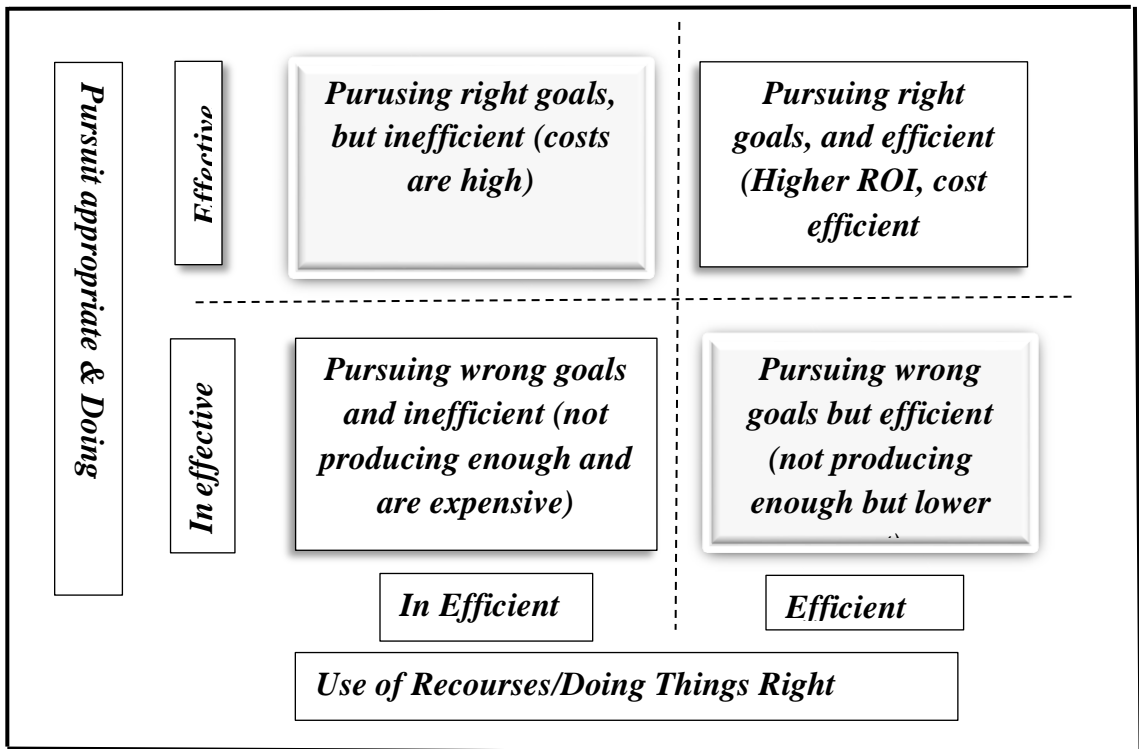 Pursuit appropriate & Doing
Effective
Purusing right goals,
but inefficient (costs
are high)
Pursuing right
goals, and efficient
(Higher ROI, cost
efficient
In effective
Pursuing wrong goals
and inefficient (not
producing enough and
are expensive)
Pursuing wrong
goals but efficient
(not producing
enough but lower
In Efficient
Efficient
Use of Recourses/Doing Things Right